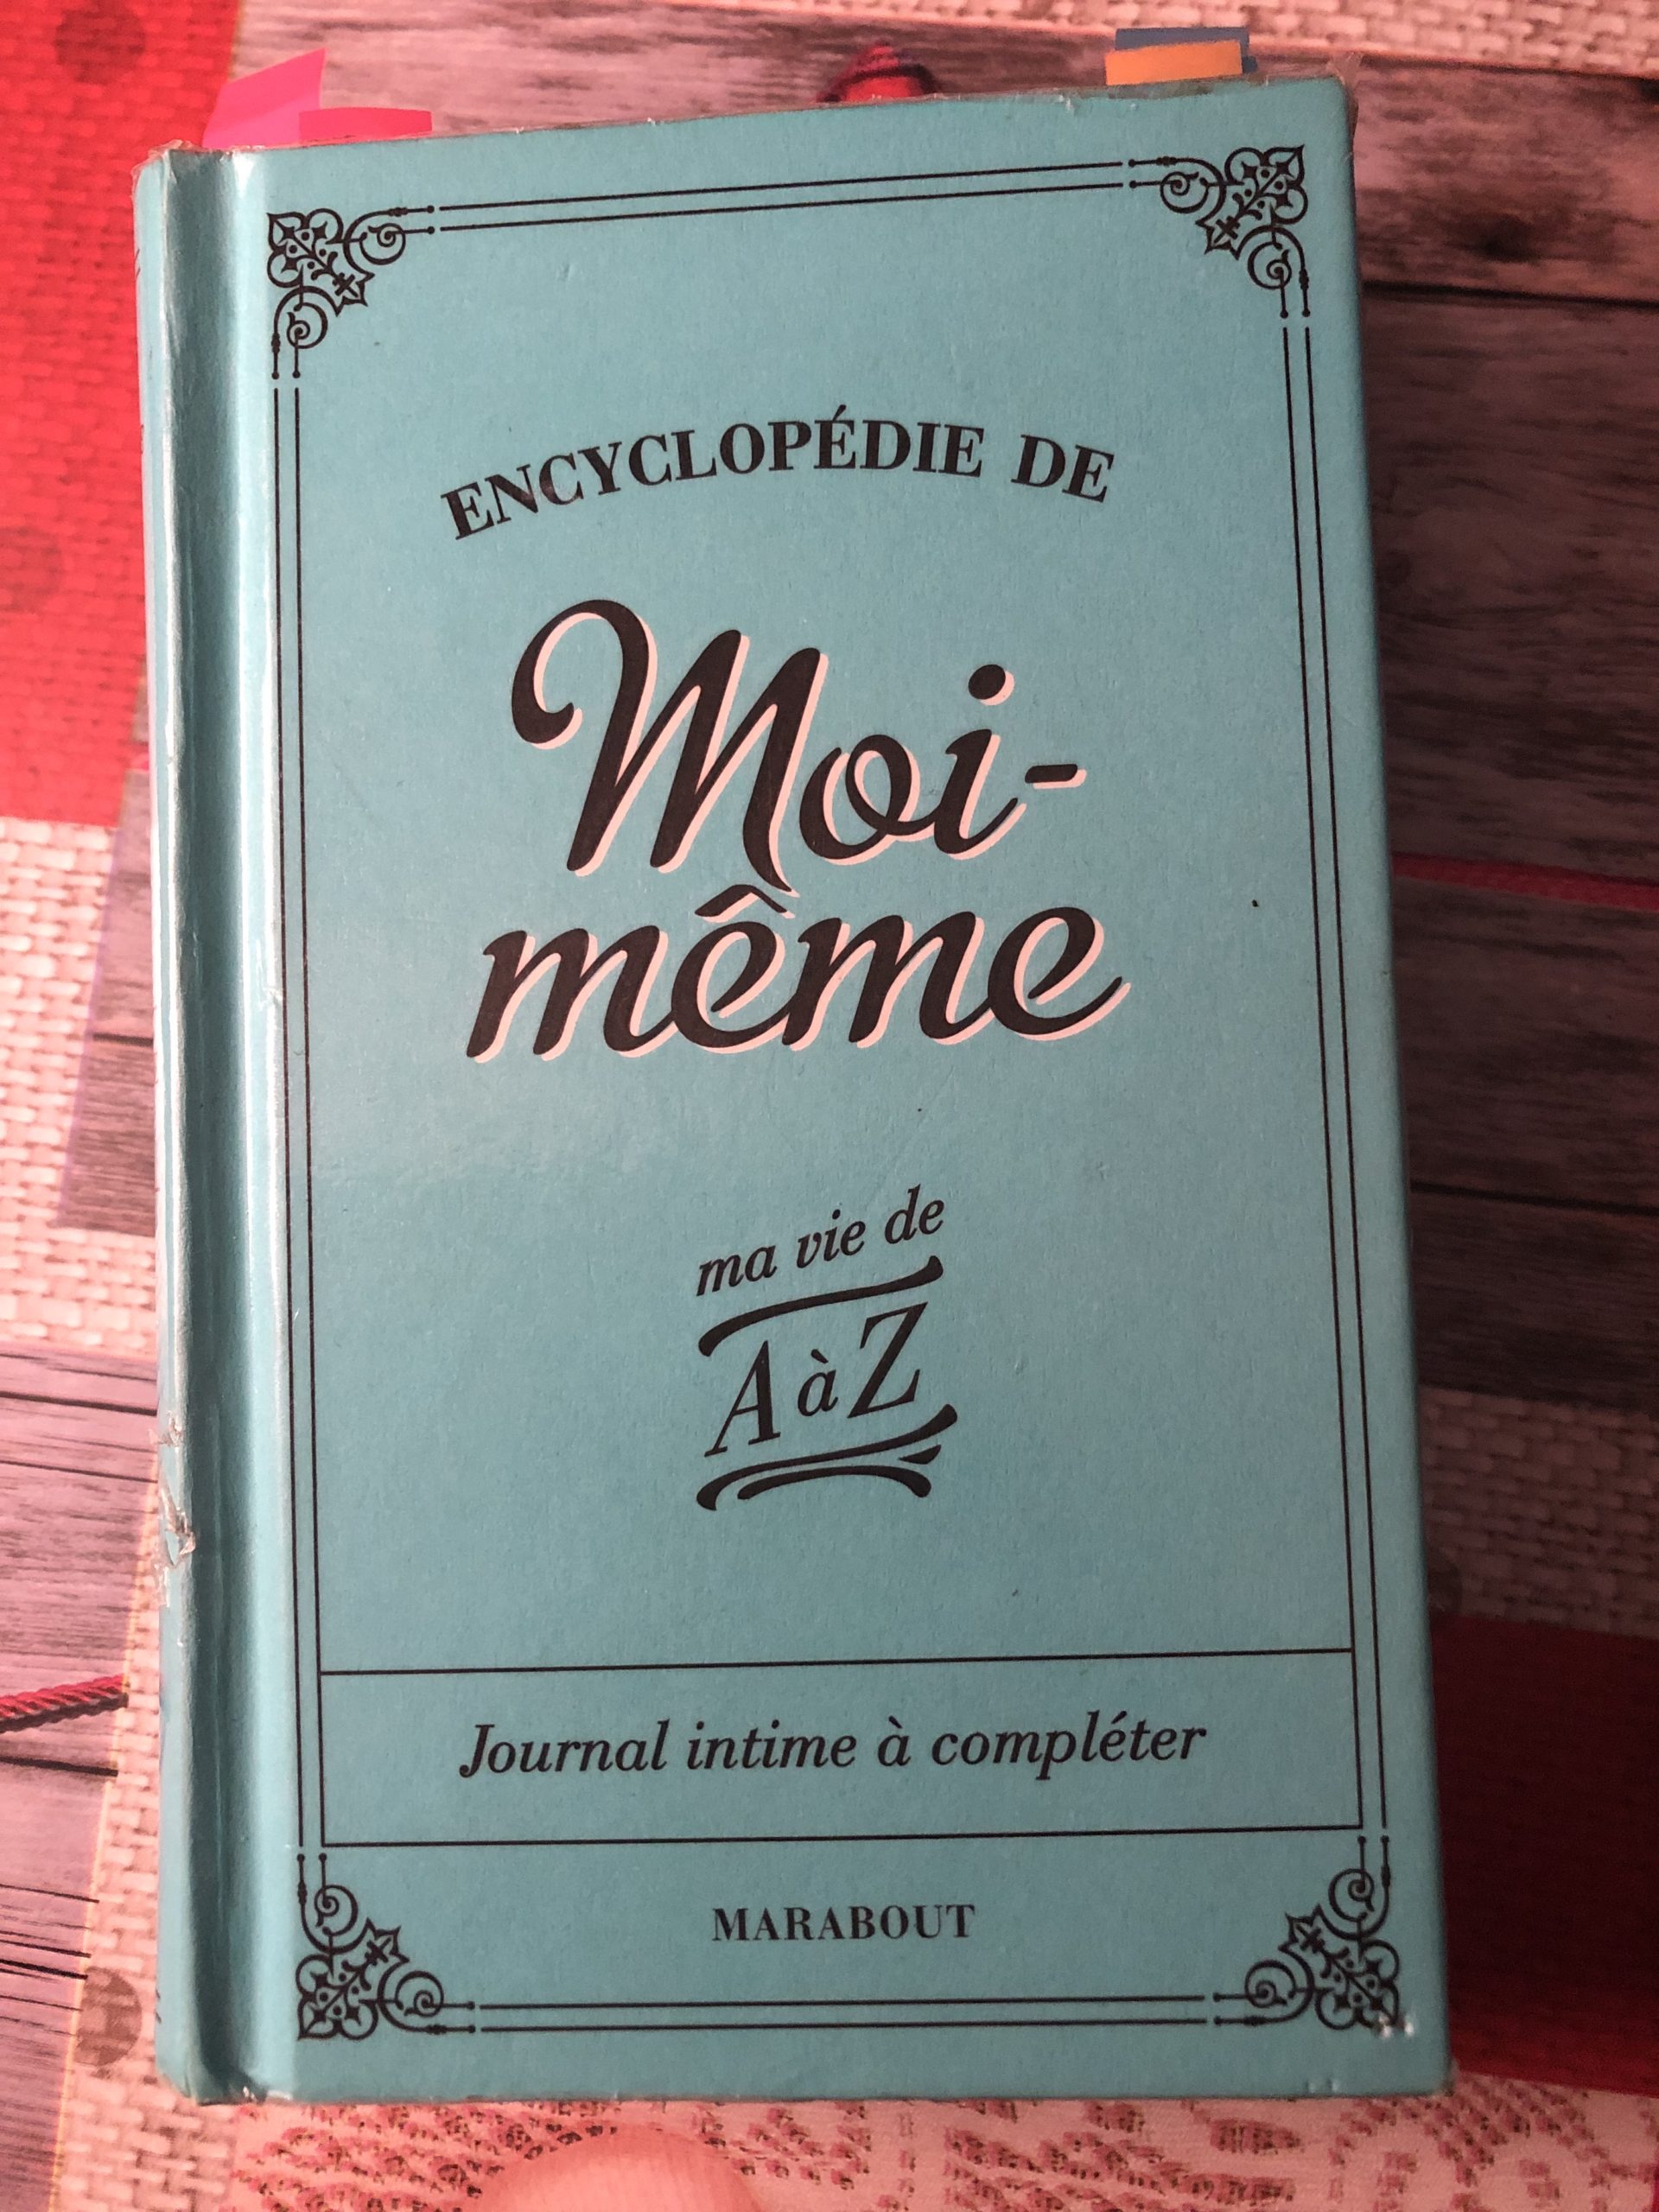 ENCYCLOPÉDIE DE
Moi-
même
ma vie de
A à Z
Journal intime à compléter
MARABOUT